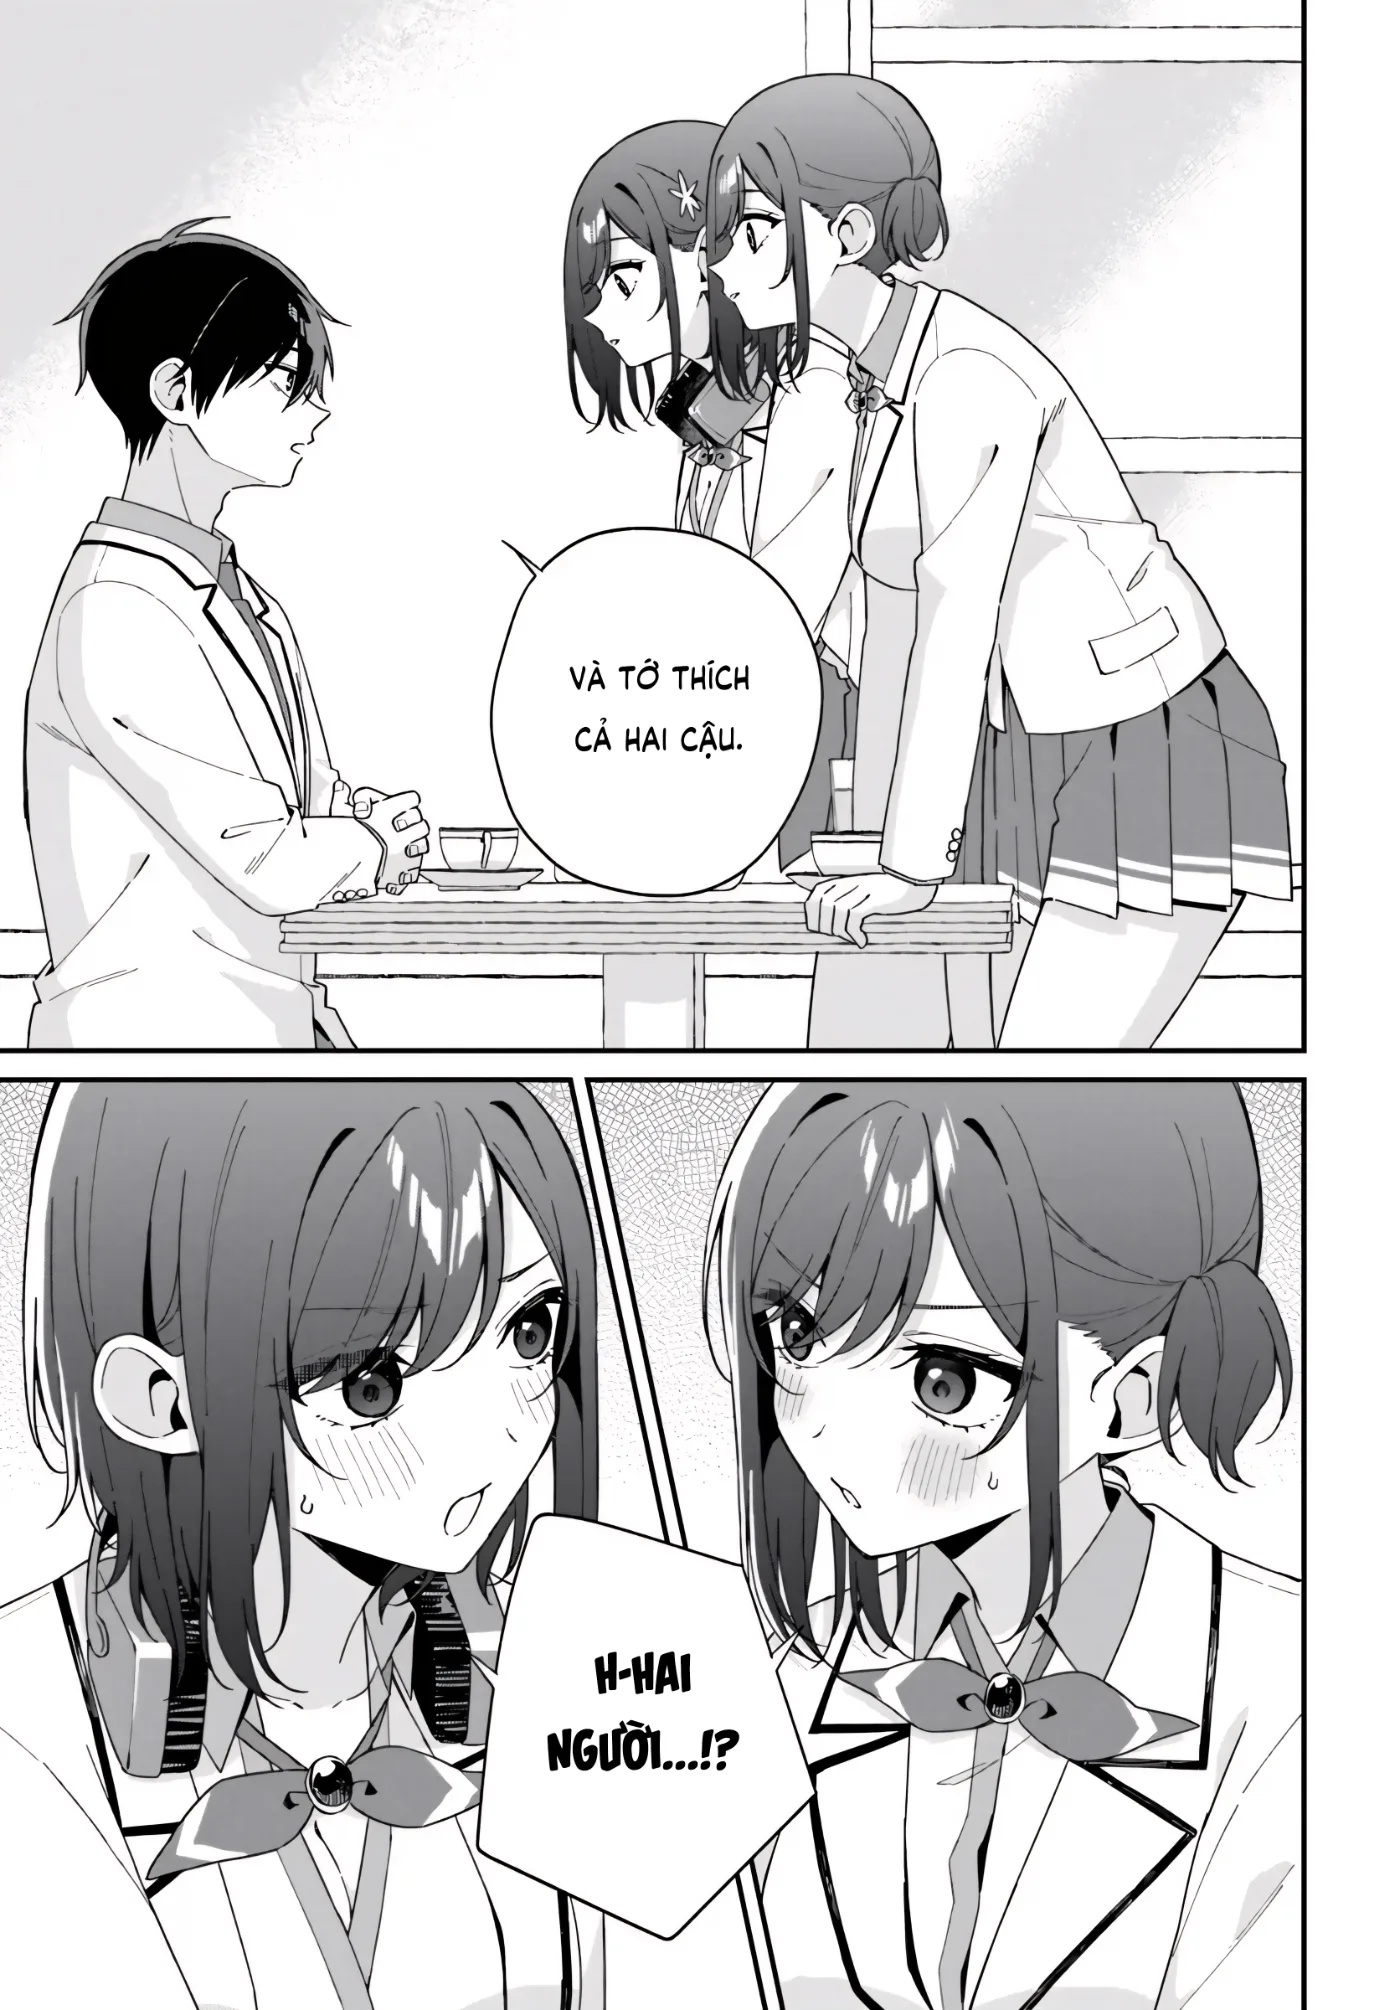 VÀ TỚ THÍCH
CẢ HAI CẬU.
H-HAI
NGƯỜI...!?